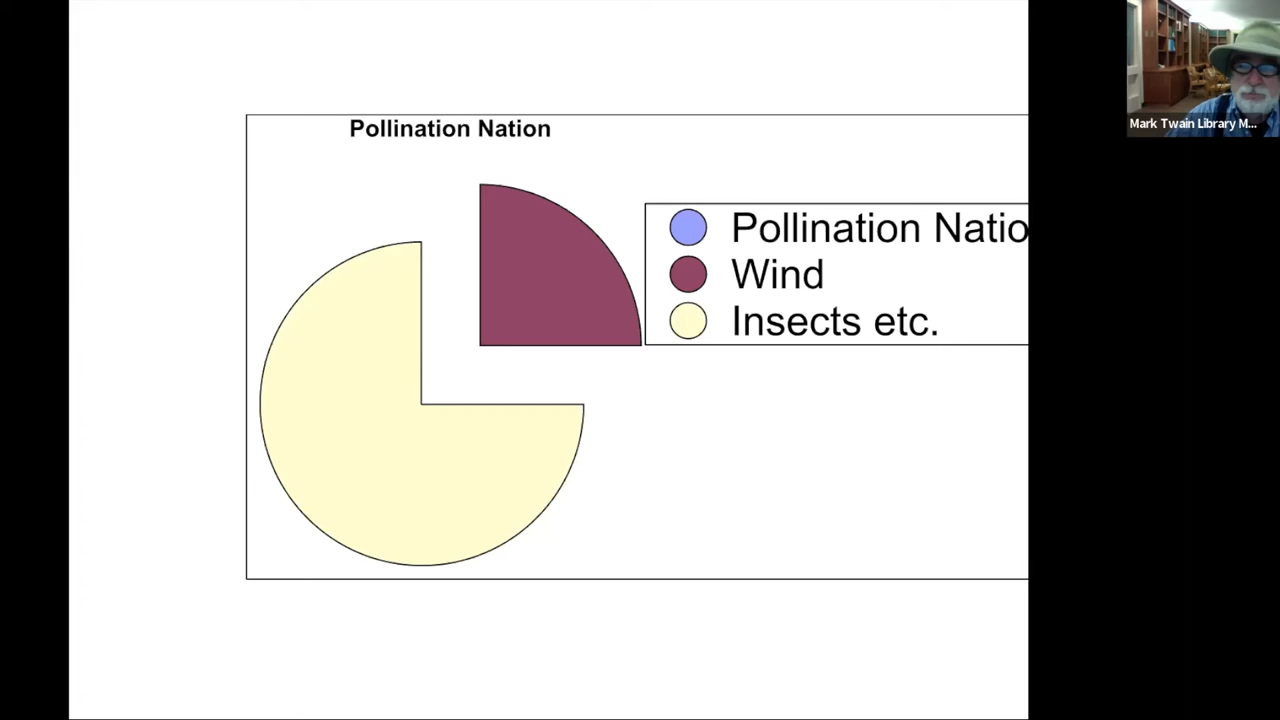 Pollination Nation
Pollination Natio
Wind
Insects etc.
Mark Twain Library M...